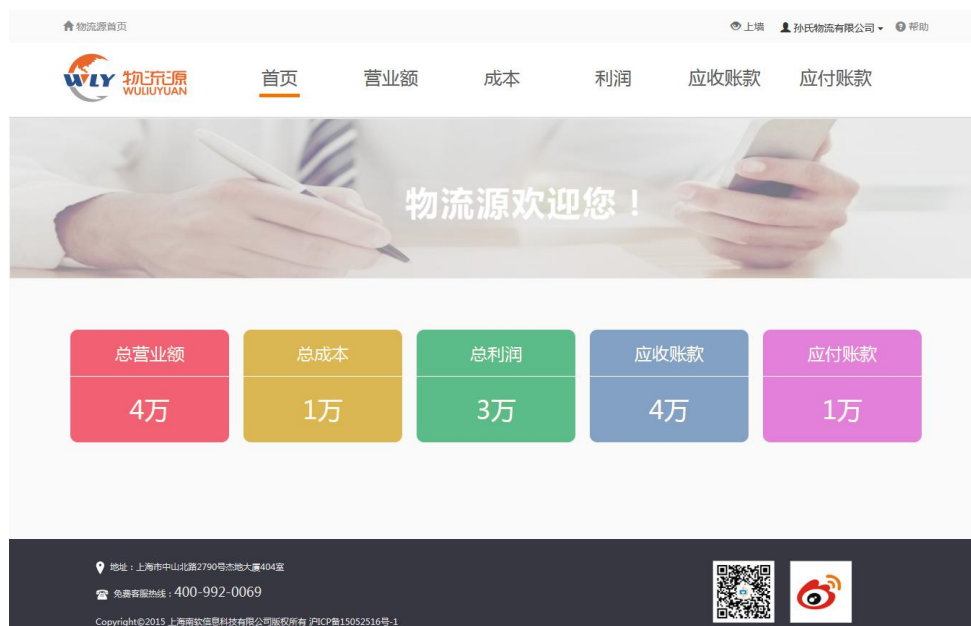 物流源首页 上墙 孙氏物流有限公司 帮助
WLY 物流源 首页 营业额 成本 利润 应收账款 应付账款
WULIUYUAN
物流源欢迎您！
总营业额 总成本 总利润 应收账款 应付账款
4万 1万 3万 4万 1万
地址：上海市中山北路2790号杰地大厦404室
免费客服热线：400-992-0069
Copyright©2015 上海南软信息科技有限公司版权所有 沪ICP备15052516号-1